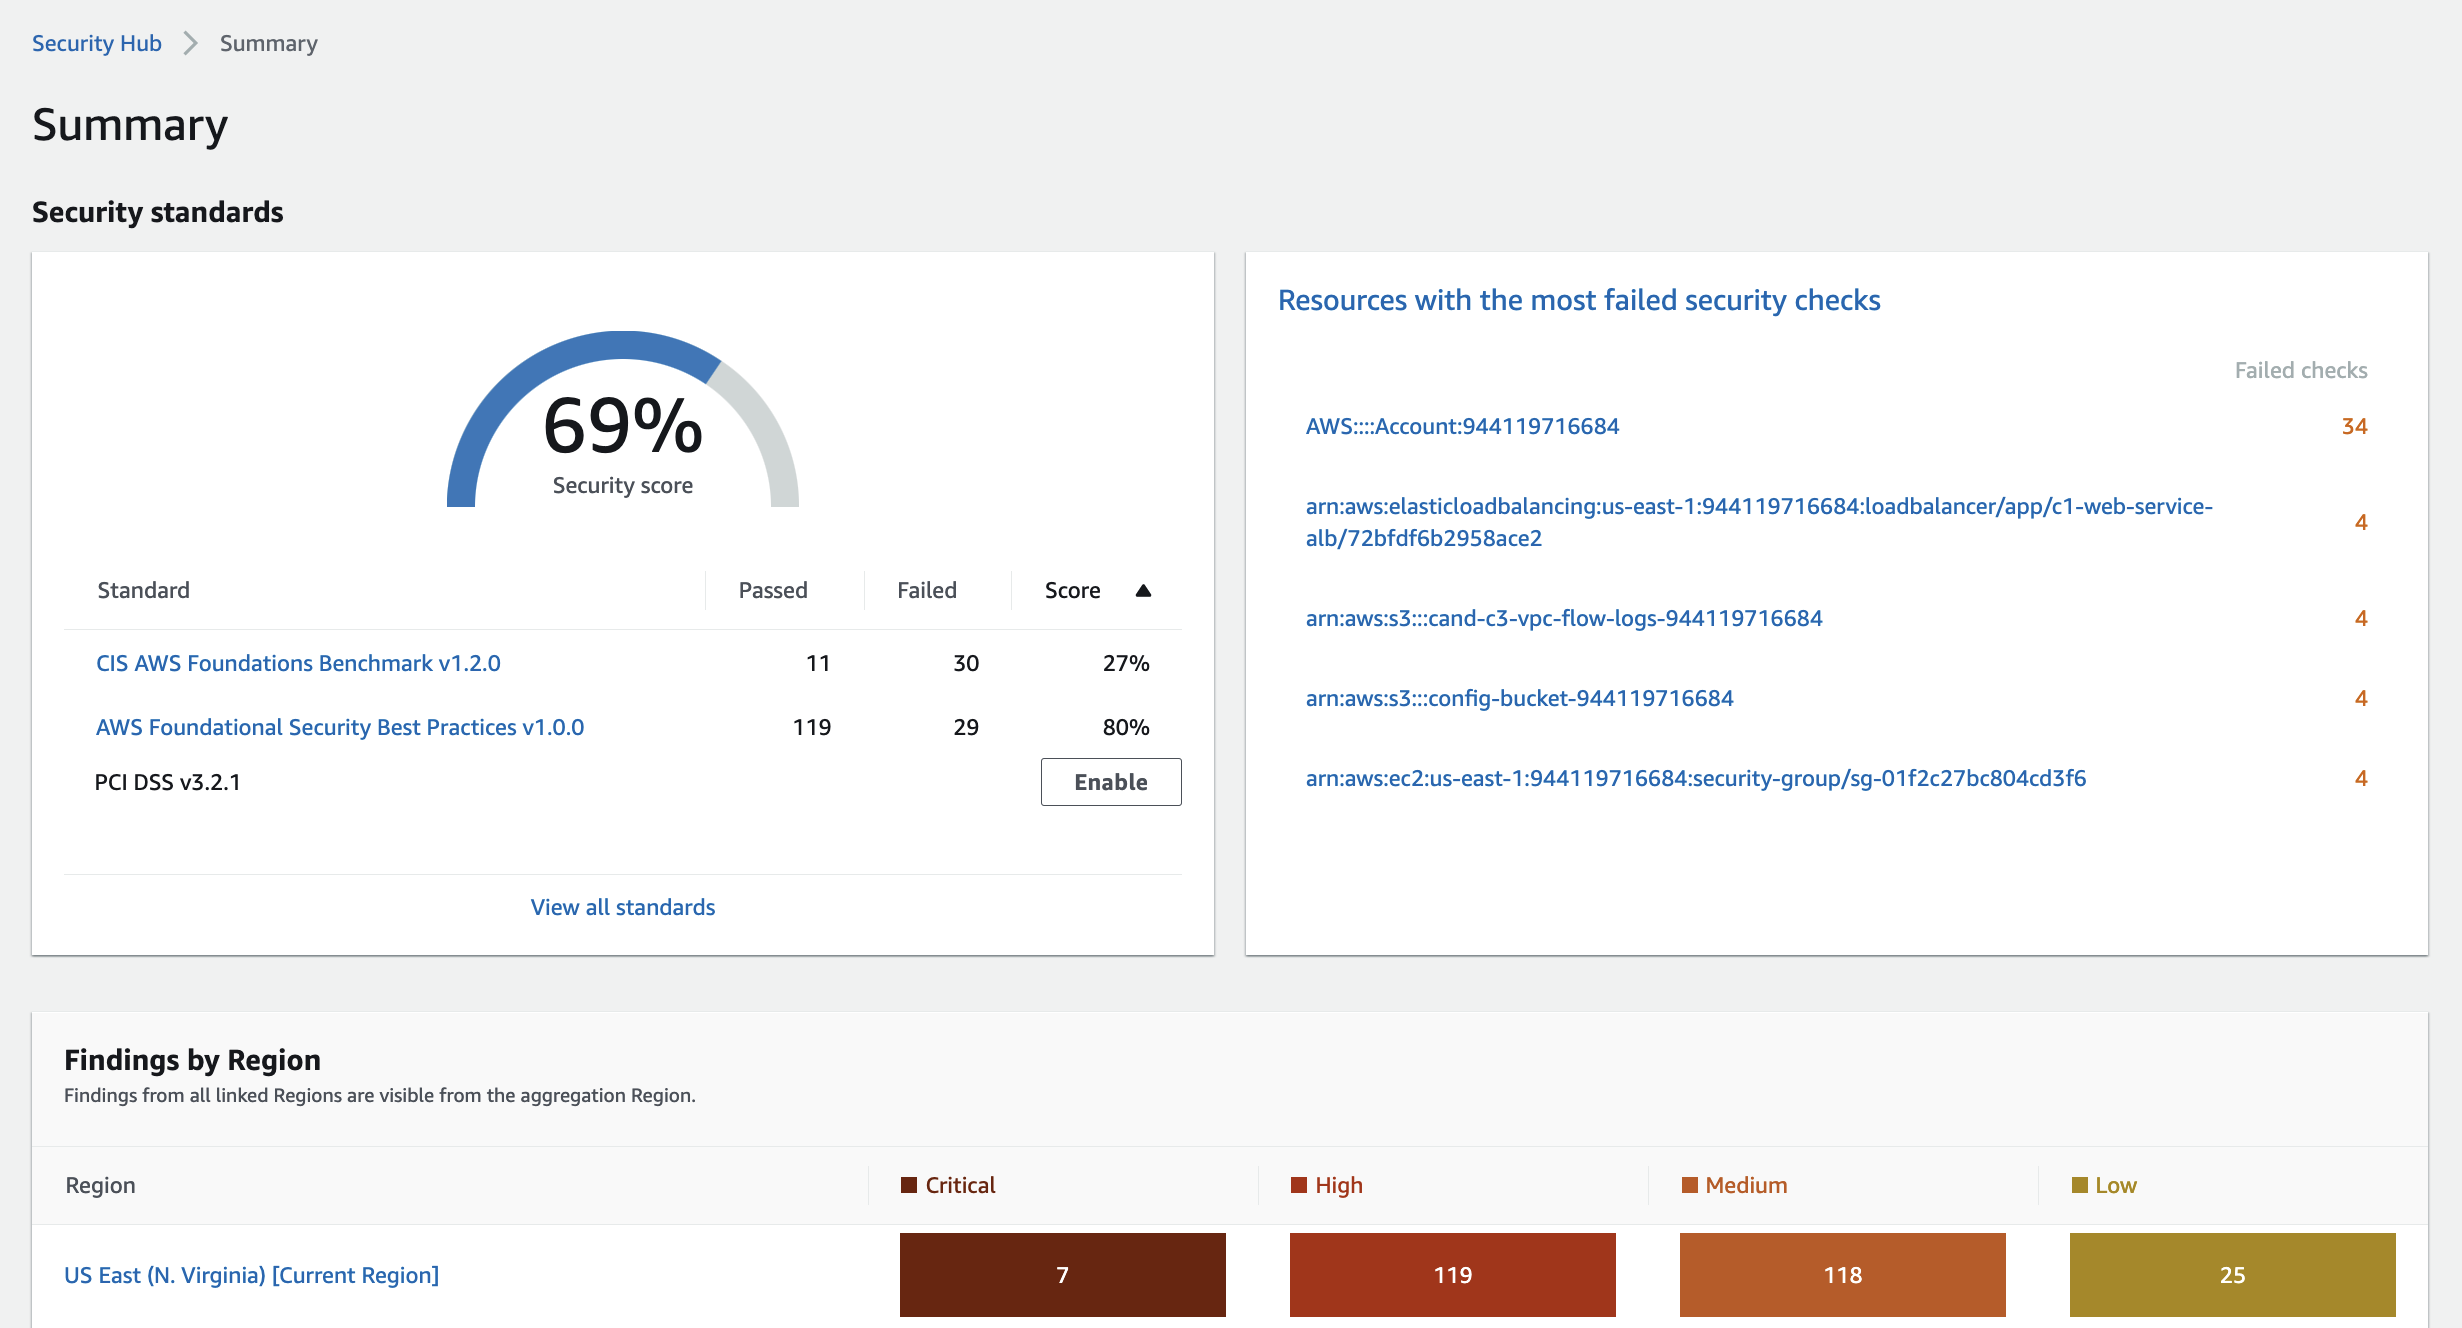 Security Hub Summary
Summary
Security standards
69%
Security score
Standard Passed Failed Score
CIS AWS Foundations Benchmark v1.2.0 11 30 27%
AWS Foundational Security Best Practices v1.0.0 119 29 80%
PCI DSS v3.2.1 Enable
View all standards
Resources with the most failed security checks
Failed checks
AWS::::Account:944119716684 34
arn:aws:elasticloadbalancing:us-east-1:944119716684:loadbalancer/app/c1-web-service-
alb/72bfdf6b2958ace2 4
arn:aws:s3:::cand-c3-vpc-flow-logs-944119716684 4
arn:aws:s3:::config-bucket-944119716684 4
arn:aws:ec2:us-east-1:944119716684:security-group/sg-01f2c27bc804cd3f6 4
Findings by Region
Findings from all linked Regions are visible from the aggregation Region.
Region Critical High Medium Low
US East (N. Virginia) [Current Region] 7 119 118 25